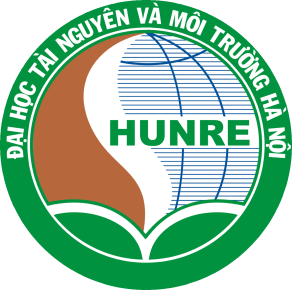 ĐẠI HỌC TÀI NGUYÊN VÀ MÔI TRƯỜNG HÀ NỘI
HUNRE